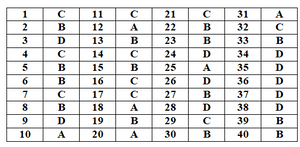 1 C 11 C 21 C 31 A
2 B 12 A 22 B 32 C
3 D 13 B 23 B 33 B
4 C 14 C 24 D 34 D
5 B 15 B 25 A 35 D
6 B 16 C 26 D 36 D
7 C 17 C 27 B 37 D
8 B 18 A 28 D 38 D
9 D 19 B 29 C 39 B
10 A 20 A 30 B 40 B